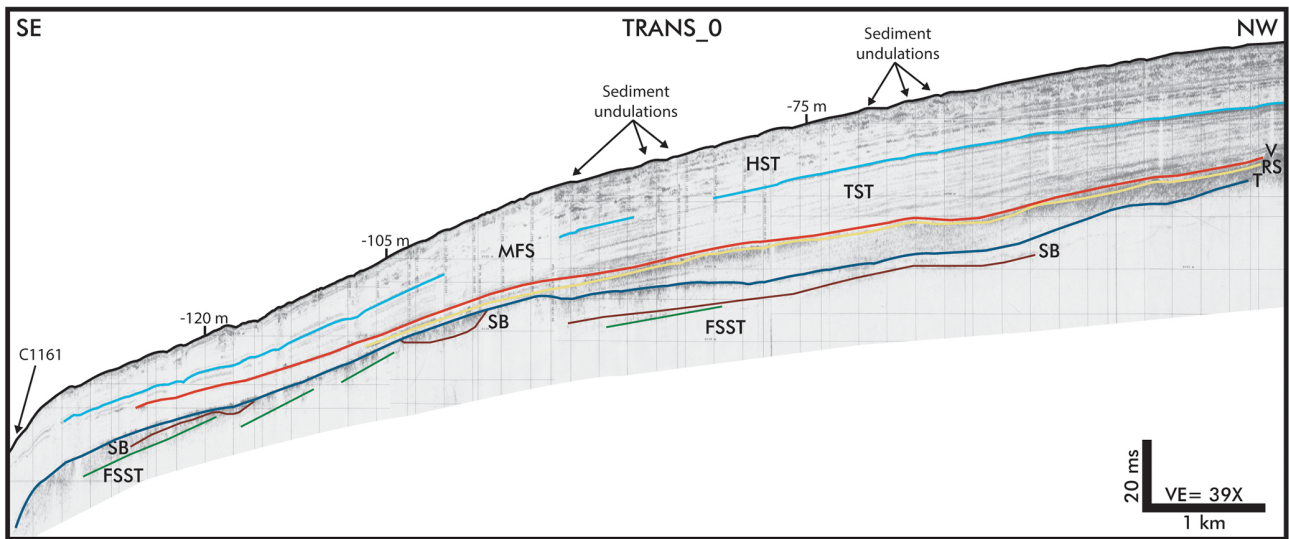 SE
TRANS_0
NW
Sediment
undulations
Sediment
undulations
-75 m
HST
V
RS
T
TST
-105 m
MFS
SB
-120 m
SB
FSST
C1161
SB
FSST
20 ms
VE= 39X
1 km